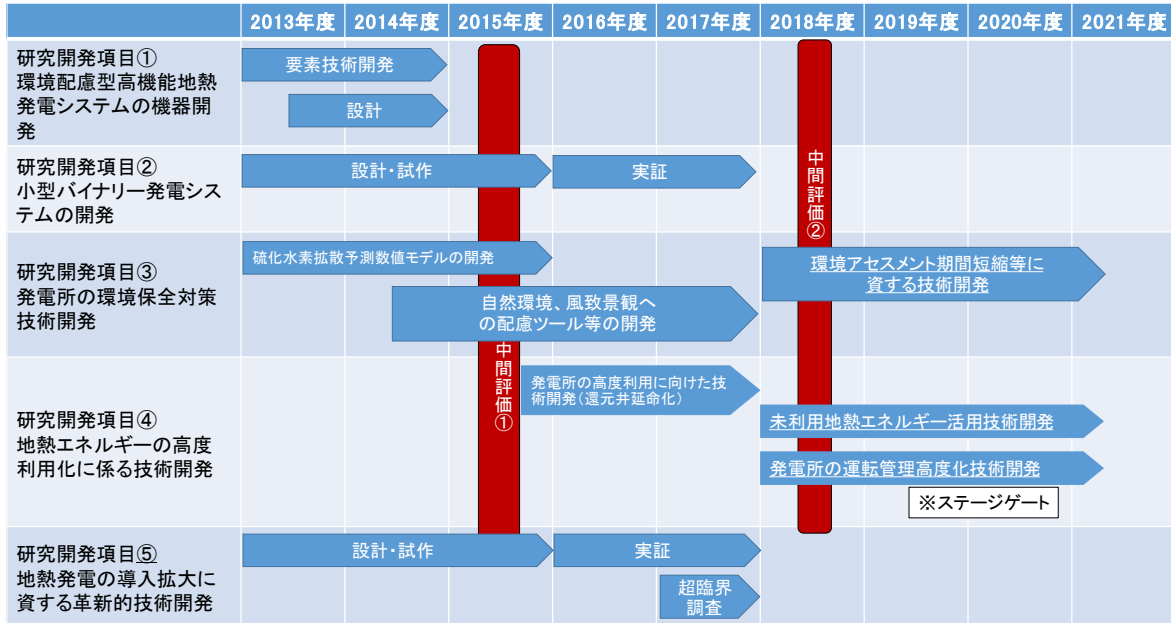 2013年度 2014年度 2015年度 2016年度 2017年度 2018年度 2019年度 2020年度 2021年度
研究開発項目①
環境配慮型高機能地熱
発電システムの機器開
発
要素技術開発
設計
研究開発項目②
小型バイナリー発電シス
テムの開発
設計・試作
実証
研究開発項目③
発電所の環境保全対策
技術開発
硫化水素拡散予測数値モデルの開発
自然環境、風致景観へ
の配慮ツール等の開発
環境アセスメント期間短縮等に
資する技術開発
中間評価①
中間評価②
研究開発項目④
地熱エネルギーの高度
利用化に係る技術開発
発電所の高度利用に向けた技
術開発(還元井延命化)
未利用地熱エネルギー活用技術開発
発電所の運転管理高度化技術開発
※ステージゲート
研究開発項目⑤
地熱発電の導入拡大に
資する革新的技術開発
設計・試作
実証
超臨界
調査